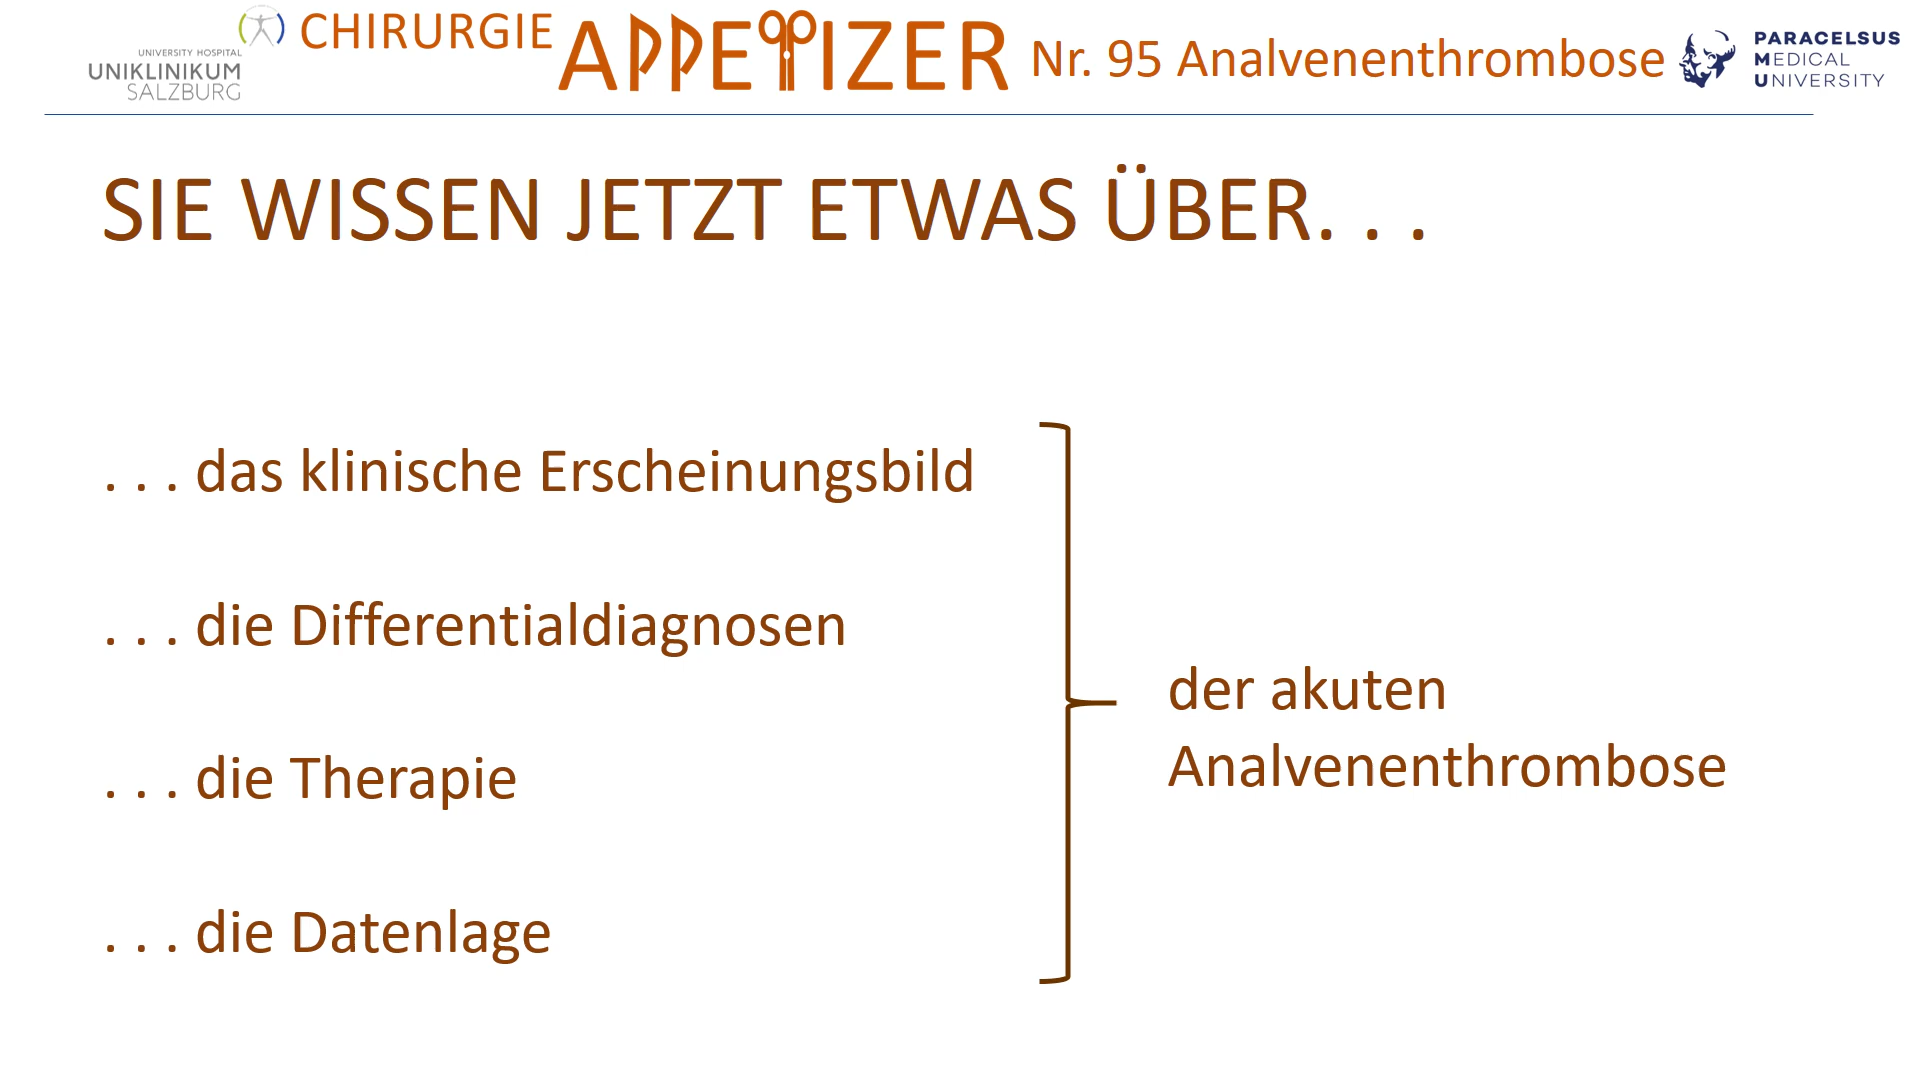 UNIVERSITY HOSPITAL
UNIKLINIKUM
SALZBURG
CHIRURGIE APPETIZER Nr. 95 Analvenenthrombose
PARACELSUS
MEDICAL
UNIVERSITY
SIE WISSEN JETZT ETWAS ÜBER. . .
. . . das klinische Erscheinungsbild
. . . die Differentialdiagnosen
. . . die Therapie
. . . die Datenlage
der akuten
Analvenenthrombose